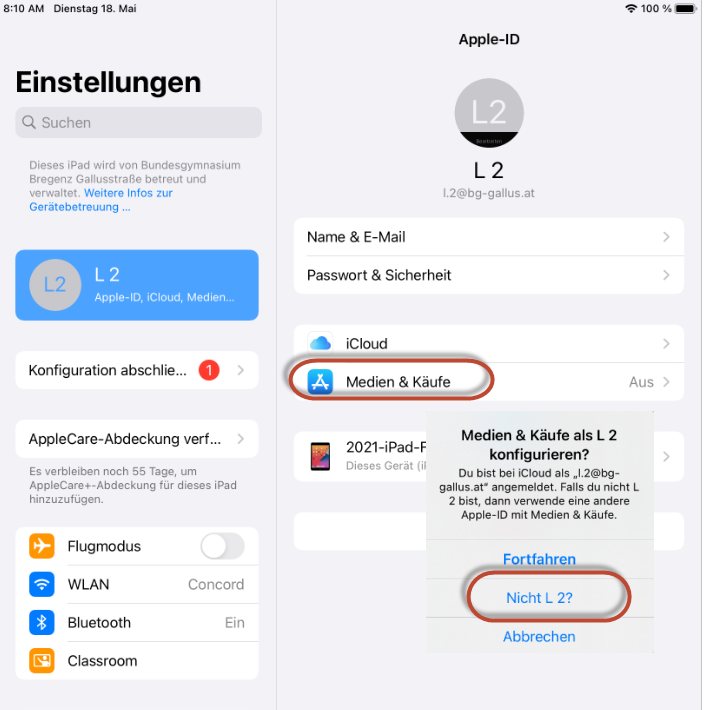 8:10 AM Dienstag 18. Mai
100 %
Einstellungen
Suchen
Dieses iPad wird von Bundesgymnasium
Bregenz Gallusstraße betreut und
verwaltet. Weitere Infos zur
Gerätebetreuung ...
L2
L 2
Apple-ID, iCloud, Medien...
Konfiguration abschlie... 1
AppleCare-Abdeckung verf...
Es verbleiben noch 55 Tage, um
AppleCare+-Abdeckung für dieses iPad
hinzuzufügen.
Flugmodus
WLAN Concord
Bluetooth Ein
Classroom
Apple-ID
L2
Bearbeiten
L 2
l.2@bg-gallus.at
Name & E-Mail
Passwort & Sicherheit
iCloud
Medien & Käufe Aus
2021-iPad-F
Dieses Gerät (iP
Medien & Käufe als L 2
konfigurieren?
Du bist bei iCloud als „l.2@bg-
gallus.at“ angemeldet. Falls du nicht L
2 bist, dann verwende eine andere
Apple-ID mit Medien & Käufe.
Fortfahren
Nicht L 2?
Abbrechen